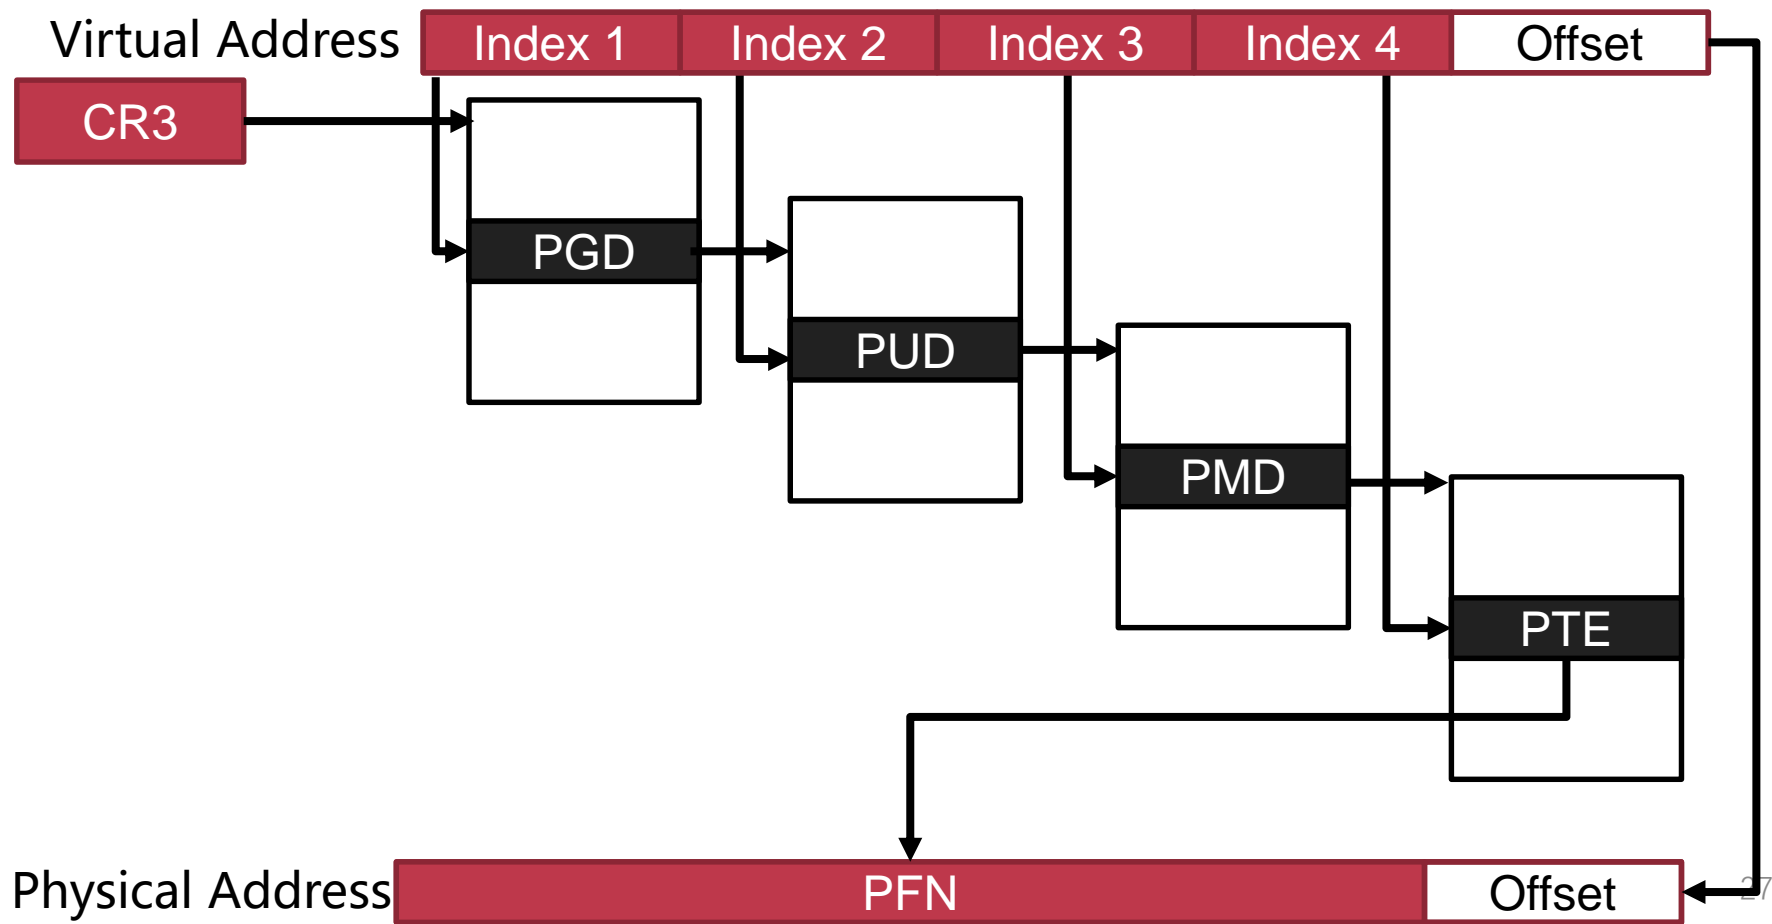 Virtual Address Index 1 Index 2 Index 3 Index 4 Offset
CR3
PGD
PUD
PMD
PTE
Physical Address PFN Offset
27